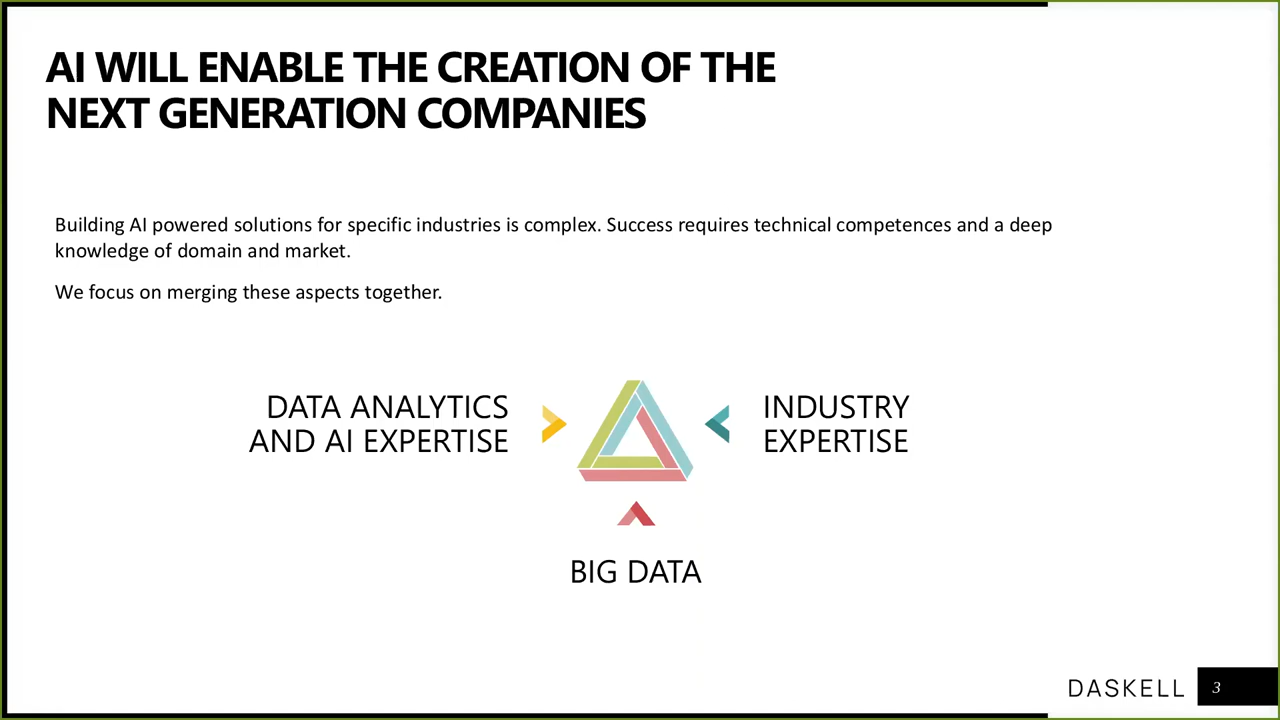 AI WILL ENABLE THE CREATION OF THE
NEXT GENERATION COMPANIES
Building AI powered solutions for specific industries is complex. Success requires technical competences and a deep
knowledge of domain and market.
We focus on merging these aspects together.
DATA ANALYTICS
AND AI EXPERTISE
INDUSTRY
EXPERTISE
BIG DATA
DASKELL
3